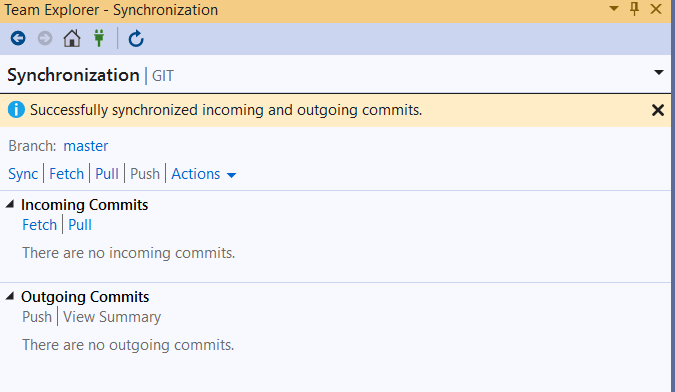 Team Explorer - Synchronization
Synchronization | GIT
Successfully synchronized incoming and outgoing commits.
Branch: master
Sync | Fetch | Pull | Push | Actions
Incoming Commits
Fetch | Pull
There are no incoming commits.
Outgoing Commits
Push | View Summary
There are no outgoing commits.